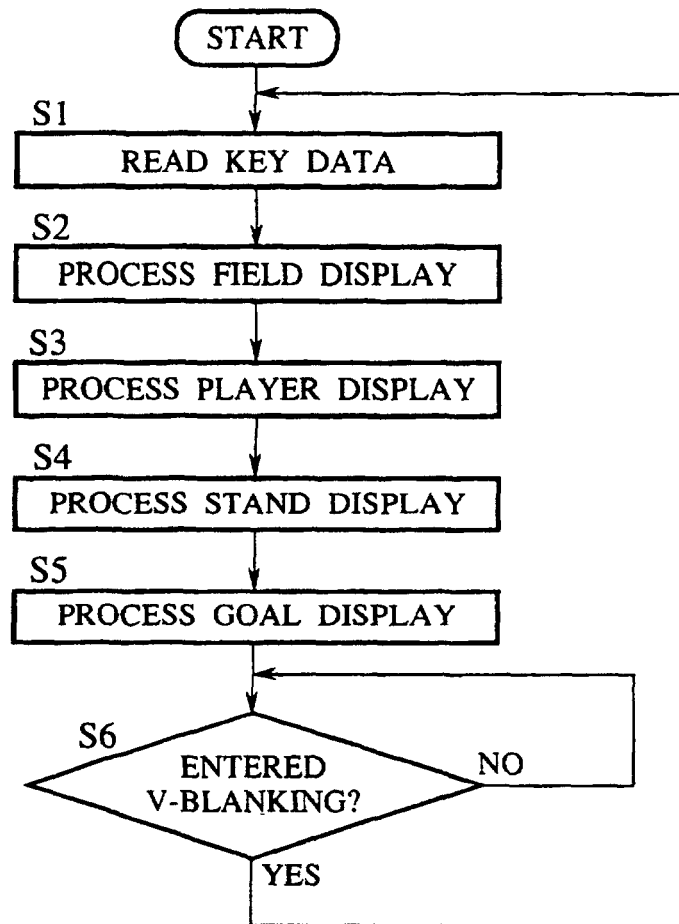 START
S1
READ KEY DATA
S2
PROCESS FIELD DISPLAY
S3
PROCESS PLAYER DISPLAY
S4
PROCESS STAND DISPLAY
S5
PROCESS GOAL DISPLAY
S6
ENTERED
V-BLANKING?
NO
YES